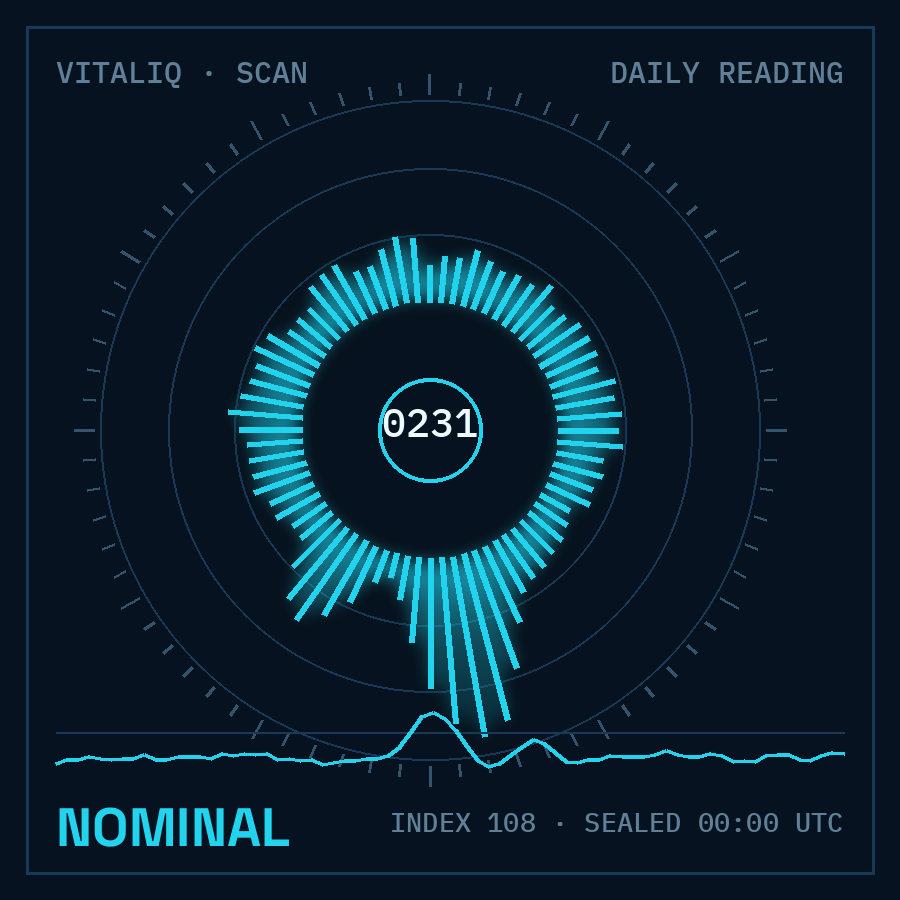 VITALIQ · SCAN
DAILY READING
0231
NOMINAL
INDEX 108 · SEALED 00:00 UTC